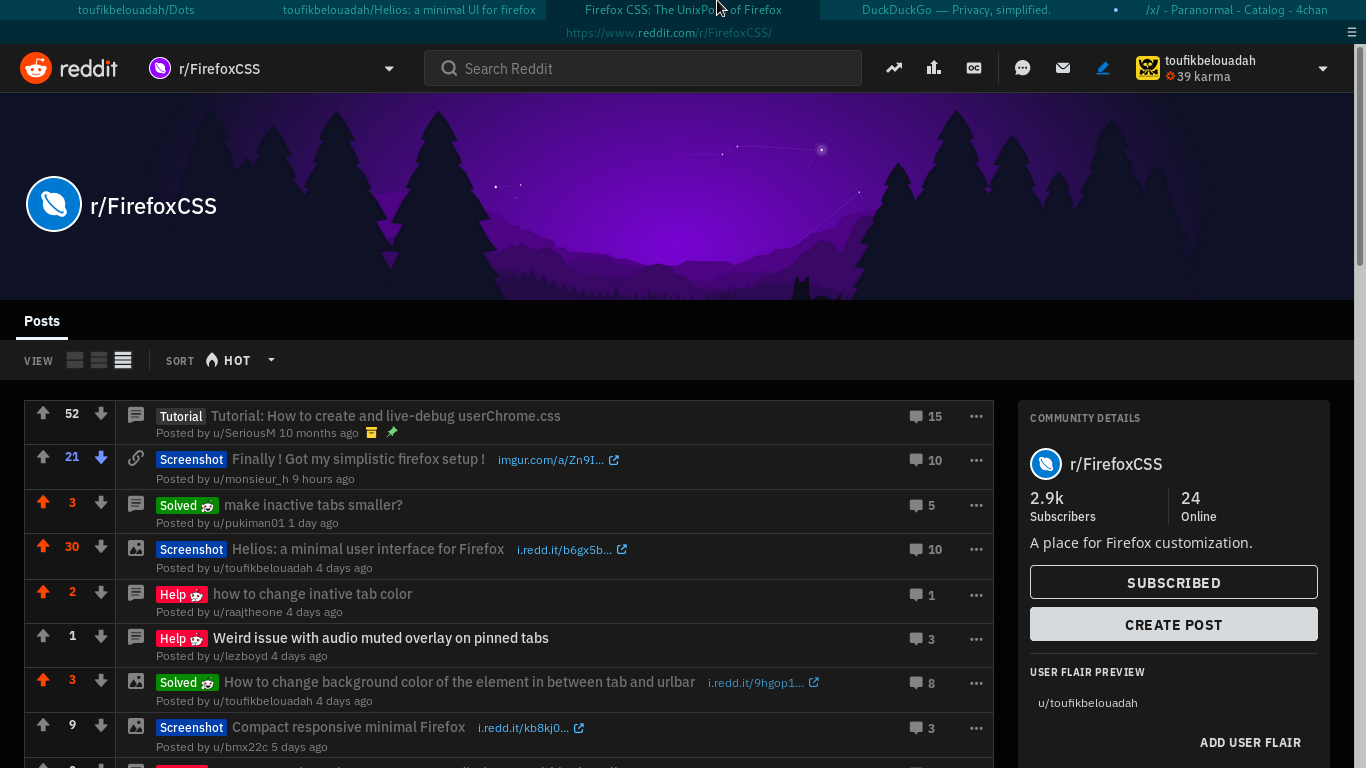 toufikbelouadah/Dots
toufikbelouadah/Helios: a minimal UI for firefox
Firefox CSS: The UnixPo of Firefox
DuckDuckGo — Privacy, simplified.
/x/ - Paranormal - Catalog - 4chan
https://www.reddit.com/r/FirefoxCSS/
reddit
r/FirefoxCSS
Search Reddit
toufikbelouadah
39 karma
r/FirefoxCSS
Posts
VIEW
SORT HOT
52 Tutorial Tutorial: How to create and live-debug userChrome.css 15
Posted by u/SeriousM 10 months ago
21 Screenshot Finally ! Got my simplistic firefox setup ! imgur.com/a/Zn9I... 10
Posted by u/monsieur_h 9 hours ago
3 Solved make inactive tabs smaller? 5
Posted by u/pukiman01 1 day ago
30 Screenshot Helios: a minimal user interface for Firefox i.redd.it/b6gx5b... 10
Posted by u/toufikbelouadah 4 days ago
2 Help how to change inative tab color 1
Posted by u/raajtheone 4 days ago
1 Help Weird issue with audio muted overlay on pinned tabs 3
Posted by u/lezboyd 4 days ago
3 Solved How to change background color of the element in between tab and urlbar i.redd.it/9hgop1... 8
Posted by u/toufikbelouadah 4 days ago
9 Screenshot Compact responsive minimal Firefox i.redd.it/kb8kj0... 3
Posted by u/bmx22c 5 days ago
COMMUNITY DETAILS
r/FirefoxCSS
2.9k 24
Subscribers Online
A place for Firefox customization.
SUBSCRIBED
CREATE POST
USER FLAIR PREVIEW
u/toufikbelouadah
ADD USER FLAIR